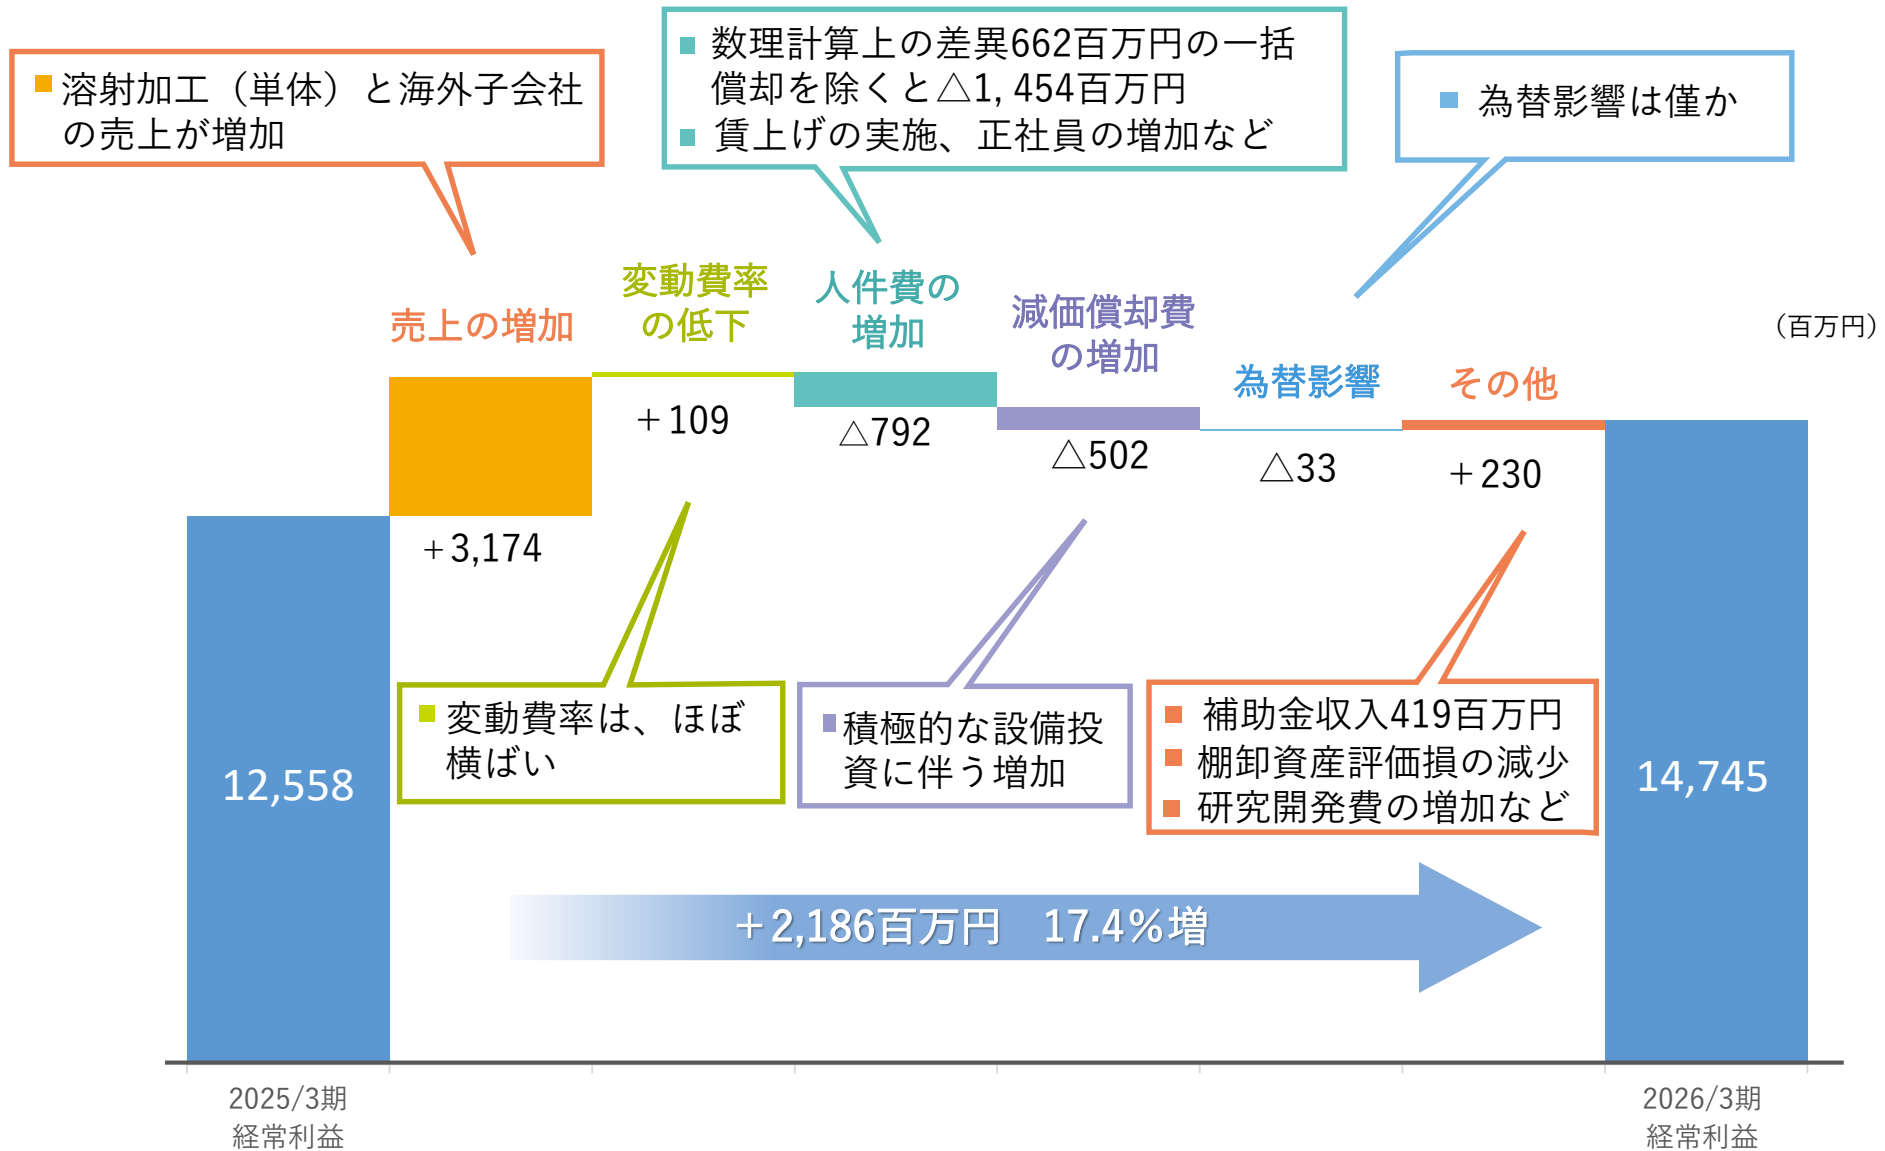 溶射加工（単体）と海外子会社
の売上が増加
数理計算上の差異662百万円の一括
償却を除くと△1, 454百万円
賃上げの実施、正社員の増加など
為替影響は僅か
（百万円）
売上の増加
変動費率
の低下
人件費の
増加
減価償却費
の増加
為替影響
その他
＋3,174
＋109
△792
△502
△33
＋230
変動費率は、ほぼ
横ばい
積極的な設備投
資に伴う増加
補助金収入419百万円
棚卸資産評価損の減少
研究開発費の増加など
12,558
14,745
＋2,186百万円　17.4％増
2025/3期
経常利益
2026/3期
経常利益